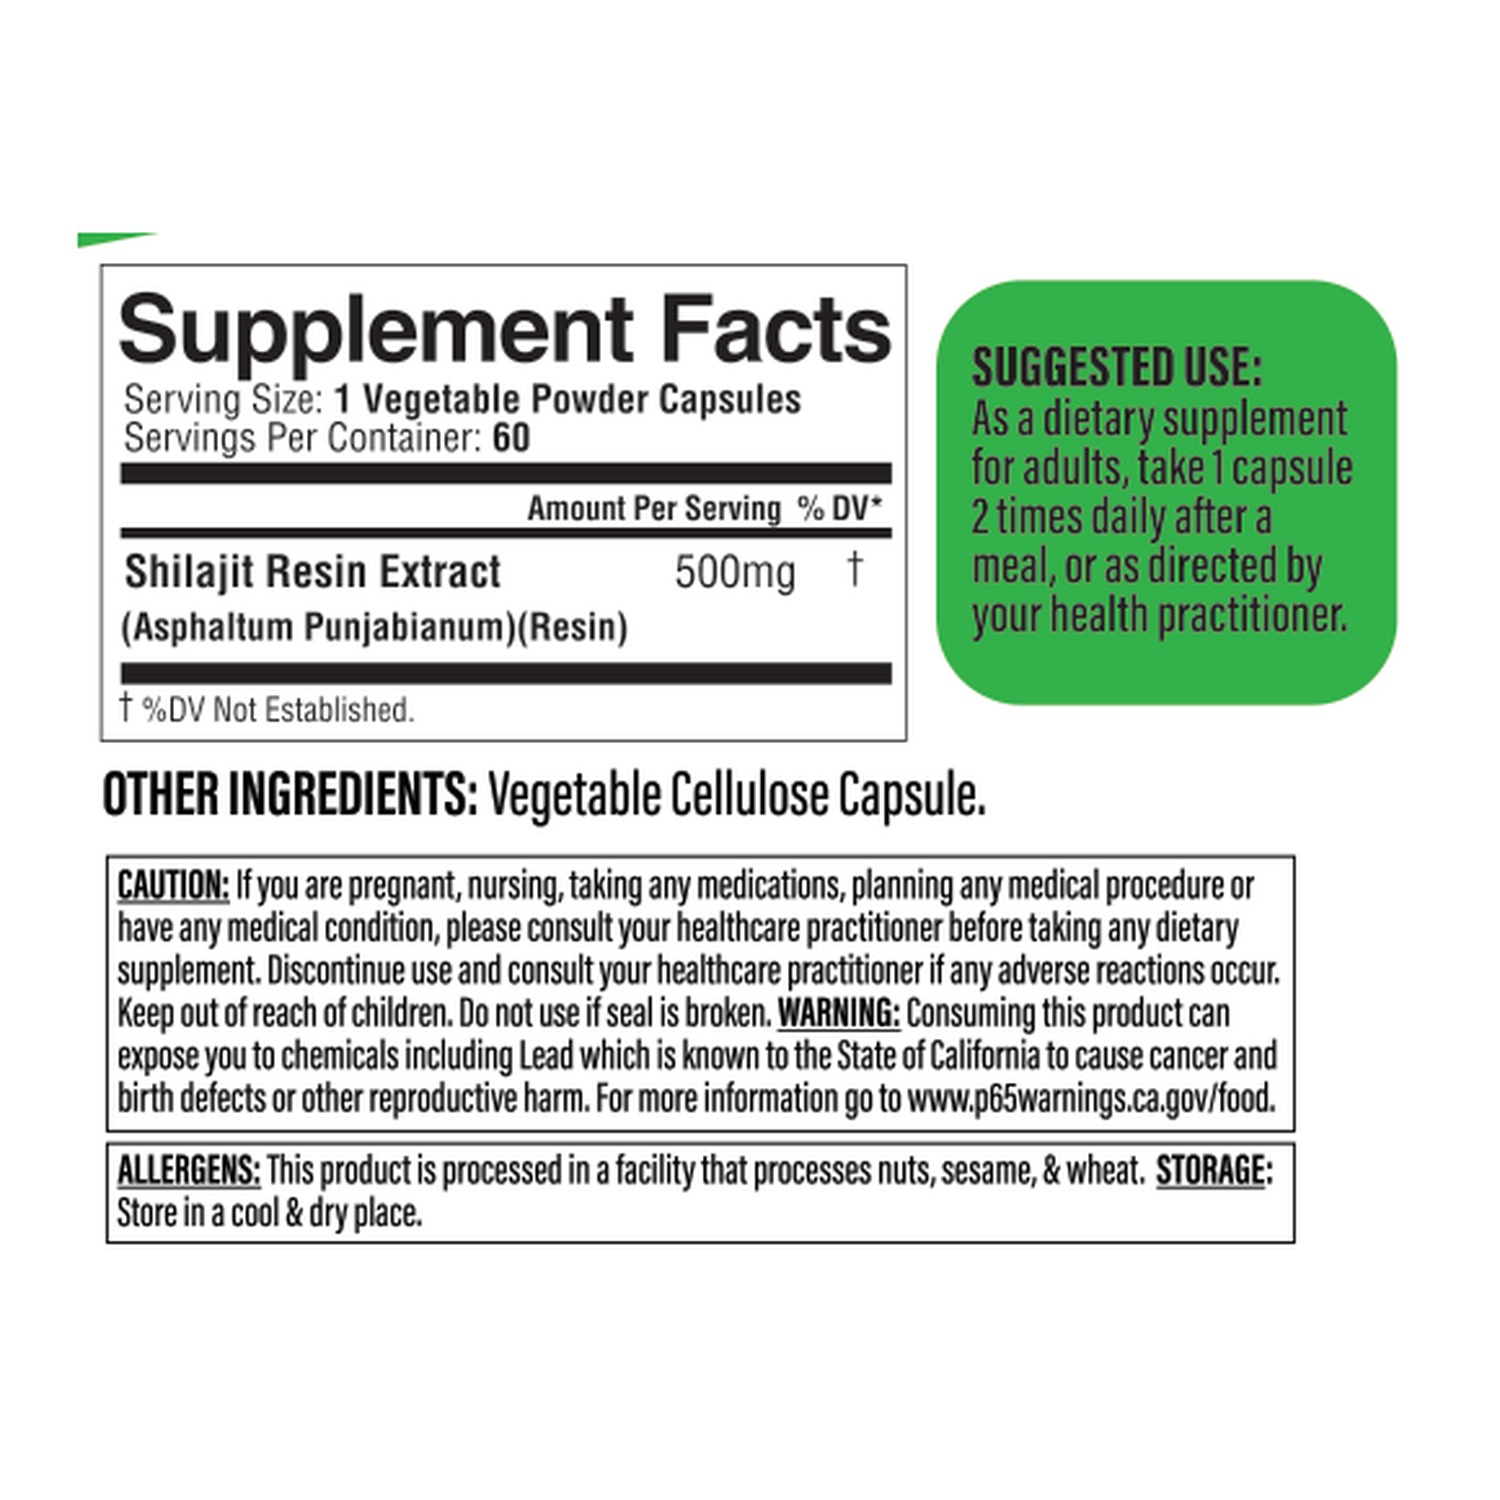 Supplement Facts
Serving Size: 1 Vegetable Powder Capsules
Servings Per Container: 60
Amount Per Serving % DV*
Shilajit Resin Extract 500mg †
(Asphaltum Punjabianum)(Resin)
† %DV Not Established.
SUGGESTED USE:
As a dietary supplement
for adults, take 1 capsule
2 times daily after a
meal, or as directed by
your health practitioner.
OTHER INGREDIENTS: Vegetable Cellulose Capsule.
CAUTION: If you are pregnant, nursing, taking any medications, planning any medical procedure or
have any medical condition, please consult your healthcare practitioner before taking any dietary
supplement. Discontinue use and consult your healthcare practitioner if any adverse reactions occur.
Keep out of reach of children. Do not use if seal is broken. WARNING: Consuming this product can
expose you to chemicals including Lead which is known to the State of California to cause cancer and
birth defects or other reproductive harm. For more information go to www.p65warnings.ca.gov/food.
ALLERGENS: This product is processed in a facility that processes nuts, sesame, & wheat. STORAGE:
Store in a cool & dry place.